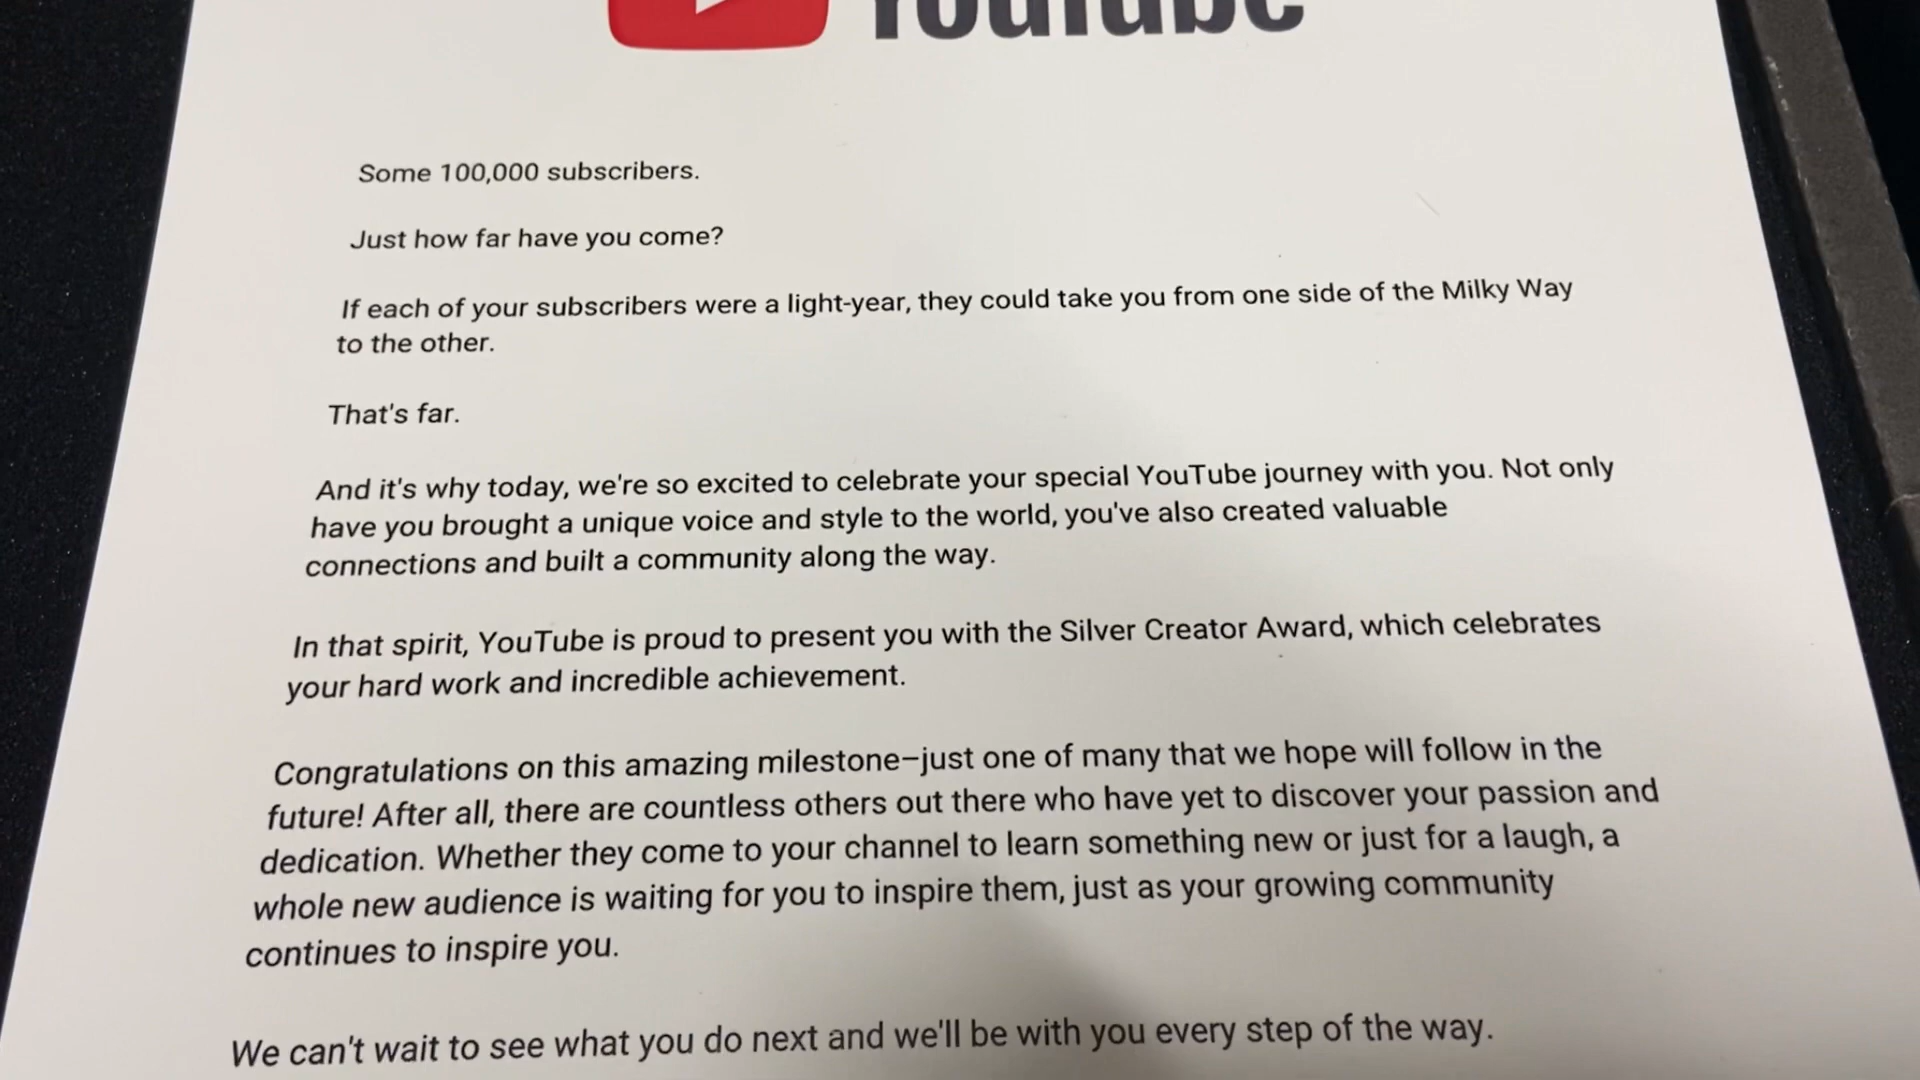 YouTube
Some 100,000 subscribers.
Just how far have you come?
If each of your subscribers were a light-year, they could take you from one side of the Milky Way
to the other.
That's far.
And it's why today, we're so excited to celebrate your special YouTube journey with you. Not only
have you brought a unique voice and style to the world, you've also created valuable
connections and built a community along the way.
In that spirit, YouTube is proud to present you with the Silver Creator Award, which celebrates
your hard work and incredible achievement.
Congratulations on this amazing milestone–just one of many that we hope will follow in the
future! After all, there are countless others out there who have yet to discover your passion and
dedication. Whether they come to your channel to learn something new or just for a laugh, a
whole new audience is waiting for you to inspire them, just as your growing community
continues to inspire you.
We can't wait to see what you do next and we'll be with you every step of the way.